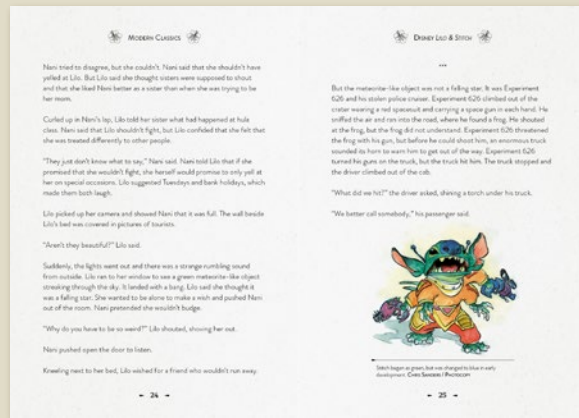 MODERN CLASSICS
Nani tried to disagree, but she couldn't. Nani said that she shouldn't have
yelled at Lilo. But Lilo said she thought sisters were supposed to shout
and that she liked Nani better as a sister than when she was trying to be
her mom.
Curled up in Nani's lap, Lilo told her sister what had happened at hula
class. Nani said that Lilo shouldn't fight, but Lilo confided that she felt that
she was treated differently to other people.
"They just don't know what to say," Nani said. Nani told Lilo that if she
promised that she wouldn't fight, she herself would promise to only yell at
her on special occasions. Lilo suggested Tuesdays and bank holidays, which
made them both laugh.
Lilo picked up her camera and showed Nani that it was full. The wall beside
Lilo's bed was covered in pictures of tourists.
"Aren't they beautiful?" Lilo said.
Suddenly, the lights went out and there was a strange rumbling sound
from outside. Lilo ran to her window to see a green meteorite-like object
streaking through the sky. It landed with a bang. Lilo said she thought it
was a falling star. She wanted to be alone to make a wish and pushed Nani
out of the room. Nani pretended she wouldn't budge.
"Why do you have to be so weird?" Lilo shouted, shoving her out.
Nani pushed open the door to listen.
Kneeling next to her bed, Lilo wished for a friend who wouldn't run away.
24
DISNEY LILO & STITCH
***
But the meteorite-like object was not a falling star. It was Experiment
626 and his stolen police cruiser. Experiment 626 climbed out of the
crater wearing a red spacesuit and carrying a space gun in each hand. He
sniffed the air and ran into the road, where he found a frog. He shouted
at the frog, but the frog did not understand. Experiment 626 threatened
the frog with his gun, but before he could shoot him, an enormous truck
sounded its horn to warn him to get out of the way. Experiment 626
turned his guns on the truck, but the truck hit him. The truck stopped and
the driver climbed out of the cab.
"What did we hit?" the driver asked, shining a torch under his truck.
"We better call somebody," his passenger said.
Stitch began as green, but was changed to blue in early
development. CHRIS SANDERS / PHOTOCOPY
25